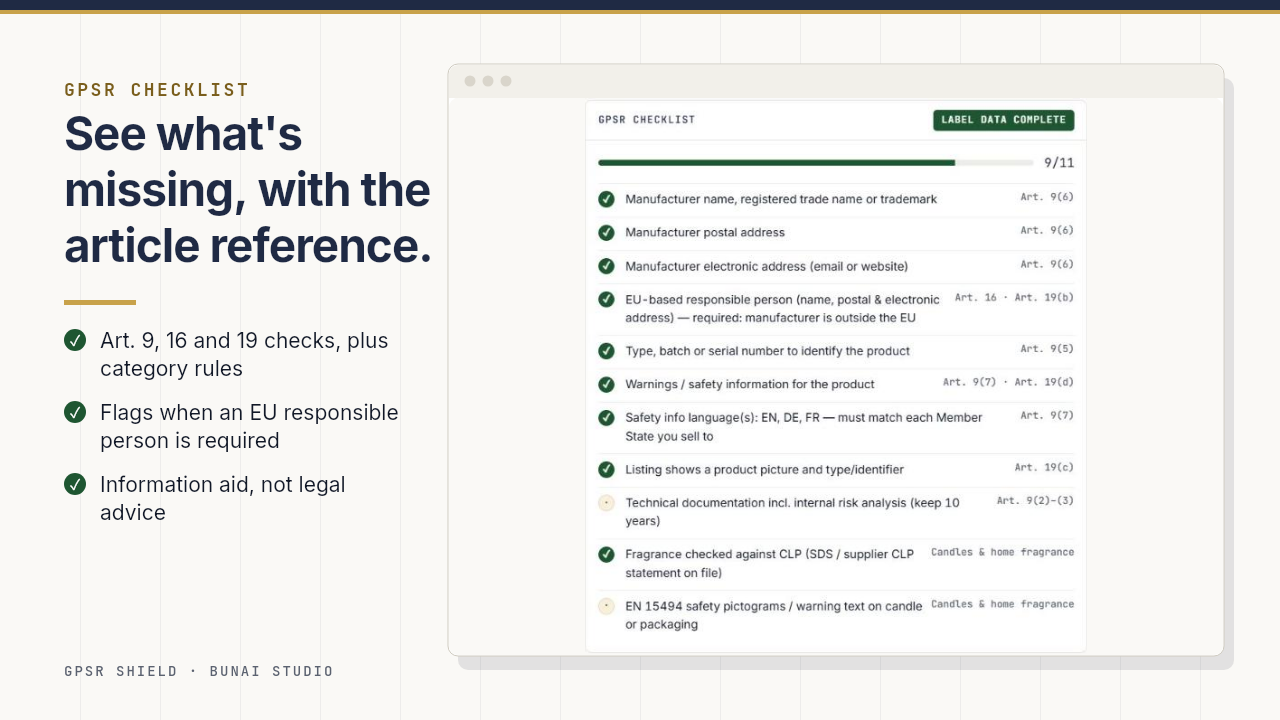 GPSR CHECKLIST
See what's
missing, with the
article reference.
Art. 9, 16 and 19 checks, plus
category rules
Flags when an EU responsible
person is required
Information aid, not legal
advice
GPSR SHIELD · BUNAI STUDIO
GPSR CHECKLIST
LABEL DATA COMPLETE
9/11
Manufacturer name, registered trade name or trademark Art. 9(6)
Manufacturer postal address Art. 9(6)
Manufacturer electronic address (email or website) Art. 9(6)
EU-based responsible person (name, postal & electronic Art. 16 · Art. 19(b)
address) — required: manufacturer is outside the EU
Type, batch or serial number to identify the product Art. 9(5)
Warnings / safety information for the product Art. 9(7) · Art. 19(d)
Safety info language(s): EN, DE, FR — must match each Member Art. 9(7)
State you sell to
Listing shows a product picture and type/identifier Art. 19(c)
Technical documentation incl. internal risk analysis (keep 10 Art. 9(2)–(3)
years)
Fragrance checked against CLP (SDS / supplier CLP Candles & home fragrance
statement on file)
EN 15494 safety pictograms / warning text on candle Candles & home fragrance
or packaging